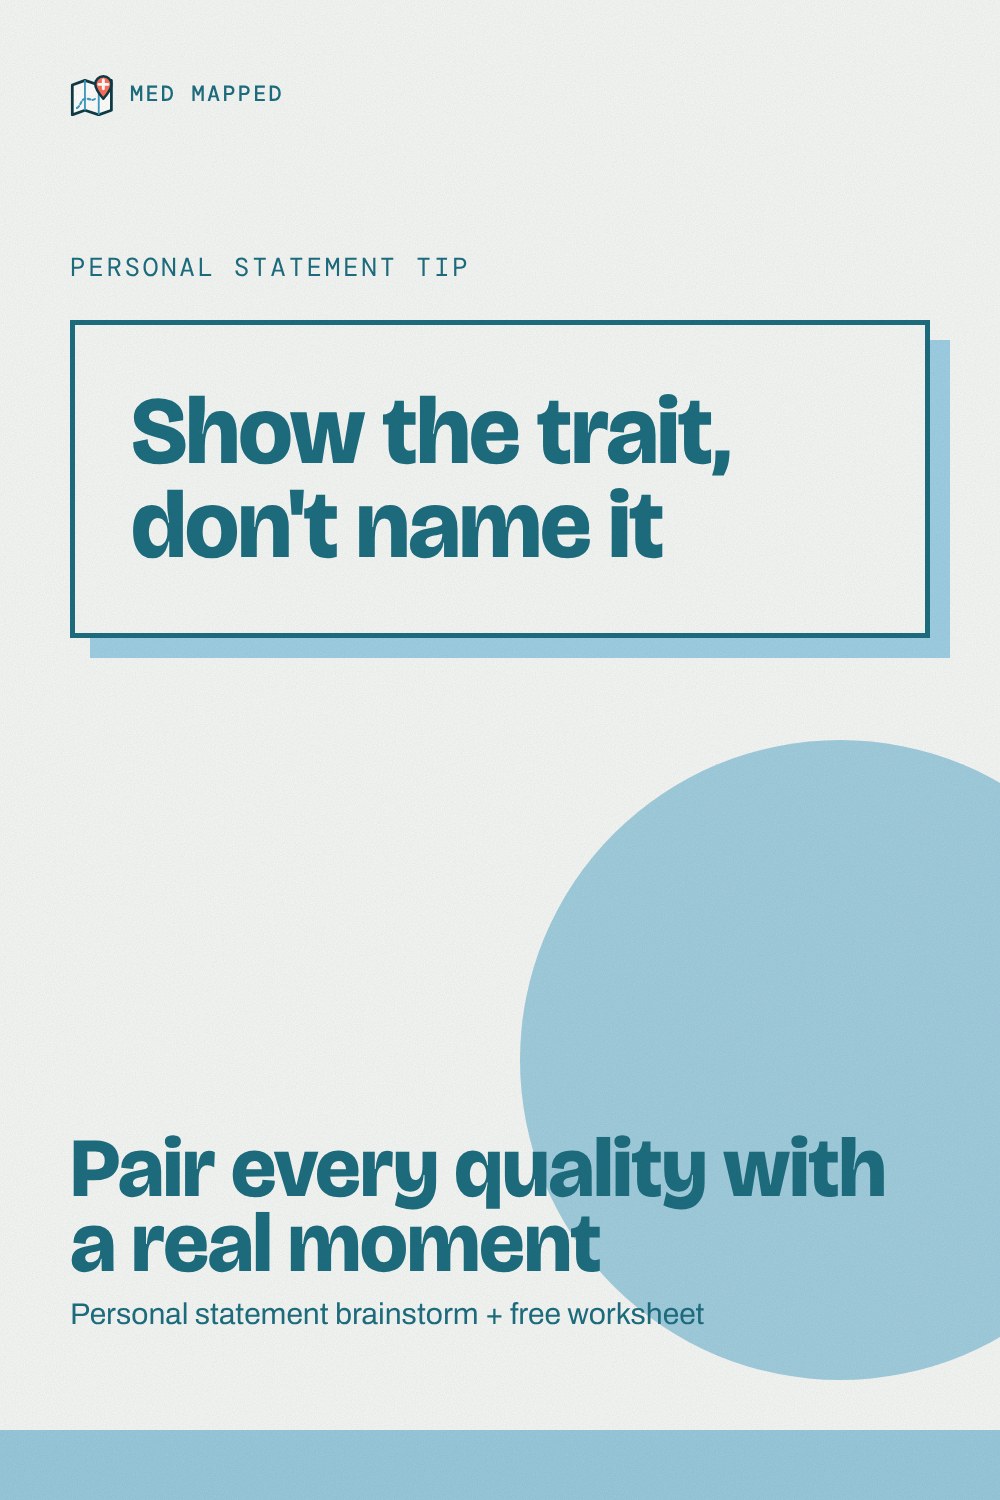 MED MAPPED
PERSONAL STATEMENT TIP
Show the trait,
don't name it
Pair every quality with
a real moment
Personal statement brainstorm + free worksheet